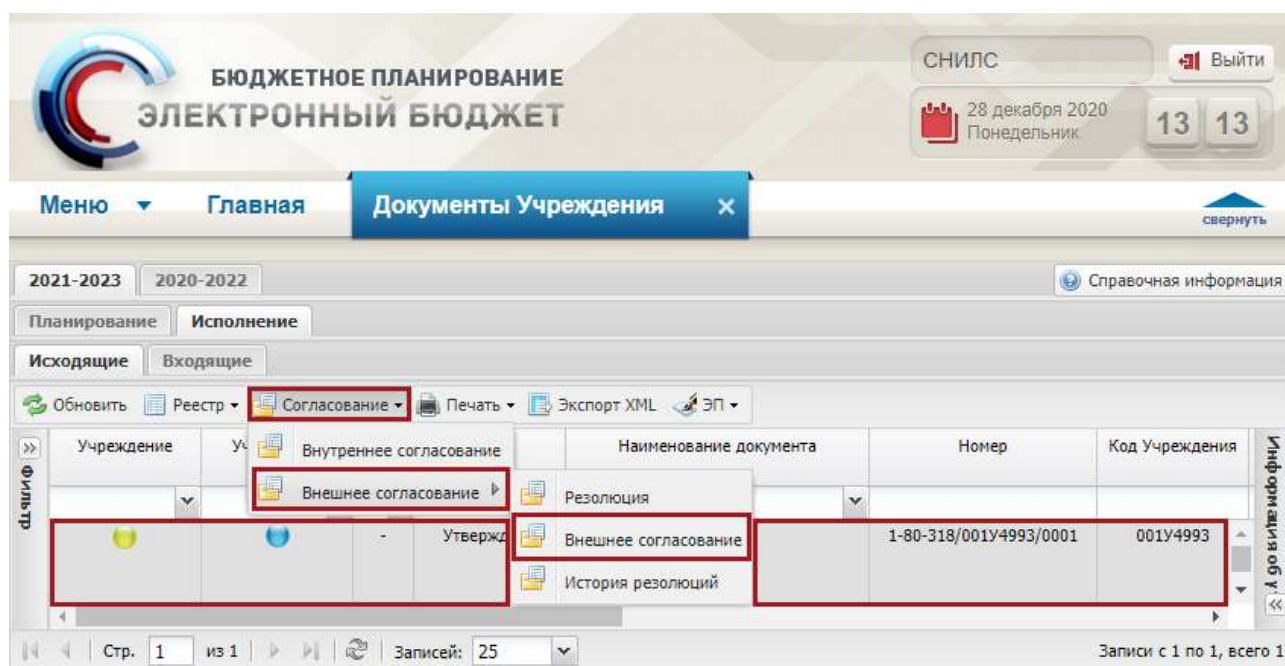 БЮДЖЕТНОЕ ПЛАНИРОВАНИЕ
ЭЛЕКТРОННЫЙ БЮДЖЕТ
СНИЛС
Выйти
28 декабря 2020
Понедельник
13 13
Меню
Главная
Документы Учреждения
свернуть
2021-2023 2020-2022
Справочная информация
Планирование Исполнение
Исходящие Входящие
Обновить Реестр Согласование Печать Экспорт XML ЭП
Учреждение Уч Наименование документа Номер Код Учреждения
Фильтр
Информация об у
Внутреннее согласование
Внешнее согласование
Резолюция
Внешнее согласование
История резолюций
- Утвержд 1-80-318/001У4993/0001 001У4993
Стр. 1 из 1 Записей: 25 Записи с 1 по 1, всего 1